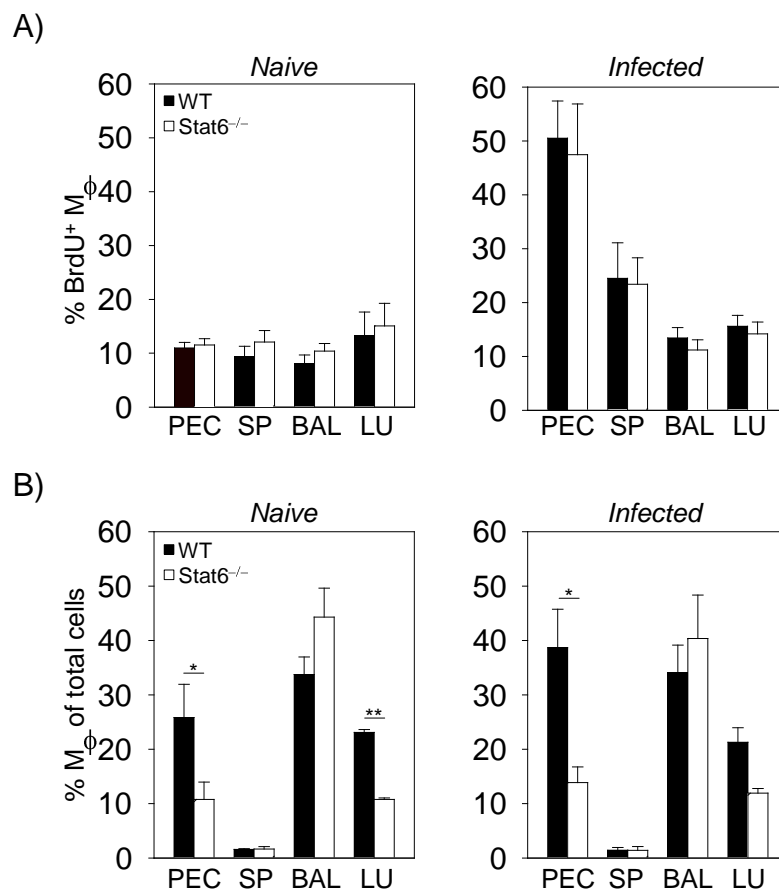 A)
Naive
Infected
% BrdU⁺ Mϕ
60
50
40
30
20
10
0
WT
Stat6⁻/⁻
PEC SP BAL LU
60
50
40
30
20
10
0
PEC SP BAL LU
B)
Naive
Infected
% Mϕ of total cells
60
50
40
30
20
10
0
WT
Stat6⁻/⁻
*
**
PEC SP BAL LU
60
50
40
30
20
10
0
*
PEC SP BAL LU